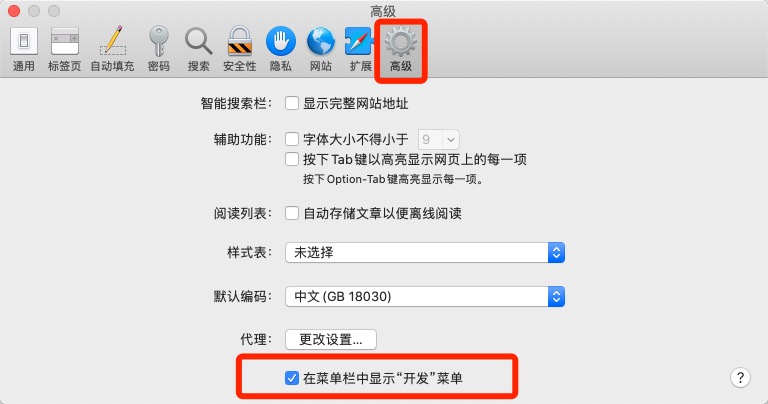 高级
通用 标签页 自动填充 密码 搜索 安全性 隐私 网站 扩展 高级
智能搜索栏： 显示完整网站地址
辅助功能： 字体大小不得小于 9
按下 Tab 键以高亮显示网页上的每一项
按下 Option-Tab 键高亮显示每一项。
阅读列表： 自动存储文章以便离线阅读
样式表： 未选择
默认编码： 中文 (GB 18030)
代理： 更改设置...
在菜单栏中显示“开发”菜单 ?